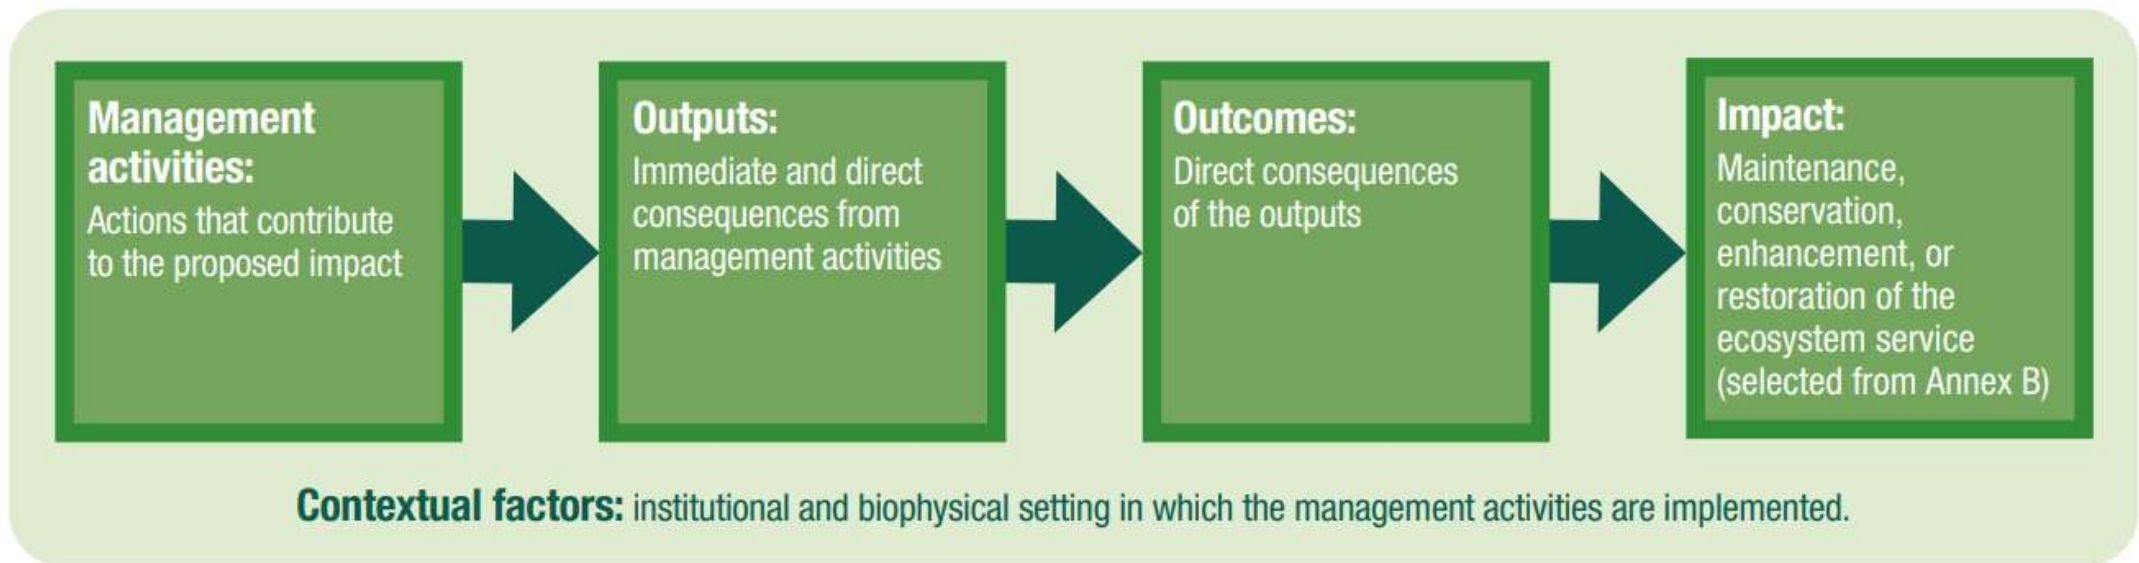 Management
activities:
Actions that contribute
to the proposed impact
Outputs:
Immediate and direct
consequences from
management activities
Outcomes:
Direct consequences
of the outputs
Impact:
Maintenance,
conservation,
enhancement, or
restoration of the
ecosystem service
(selected from Annex B)
Contextual factors: institutional and biophysical setting in which the management activities are implemented.